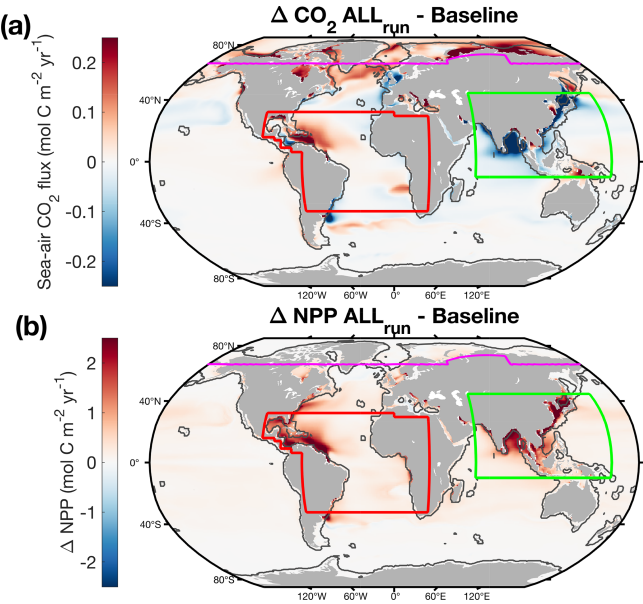 (a)
Δ CO2 ALLrun - Baseline
Sea-air CO2 flux (mol C m-2 yr-1)
0.2
0.1
0
-0.1
-0.2
80°N
40°N
0°
40°S
80°S
120°W 60°W 0° 60°E 120°E
(b)
Δ NPP ALLrun - Baseline
Δ NPP (mol C m-2 yr-1)
2
1
0
-1
-2
80°N
40°N
0°
40°S
80°S
120°W 60°W 0° 60°E 120°E